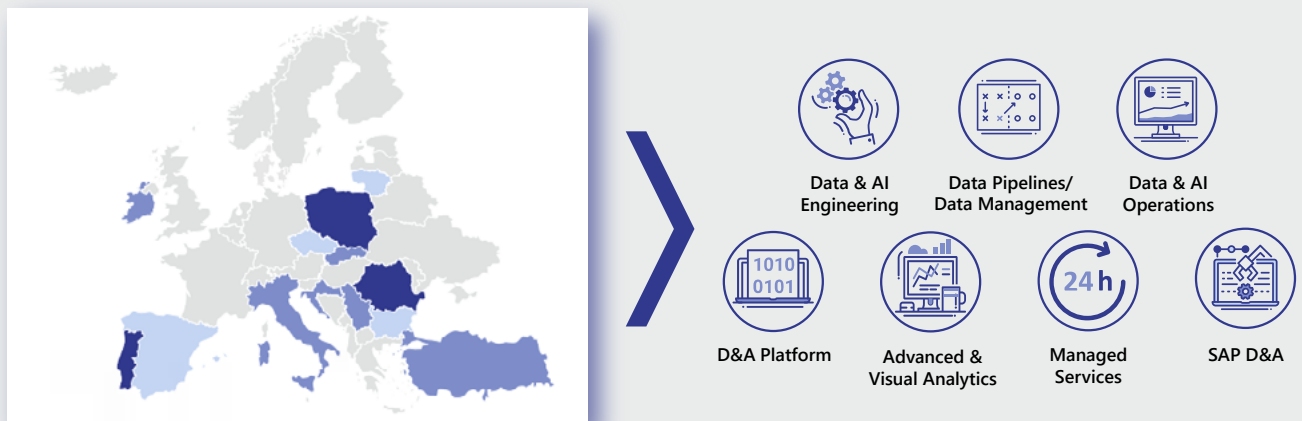 Data & AI
Engineering
Data Pipelines/
Data Management
Data & AI
Operations
1010
0101
D&A Platform
Advanced &
Visual Analytics
24 h
Managed
Services
SAP D&A